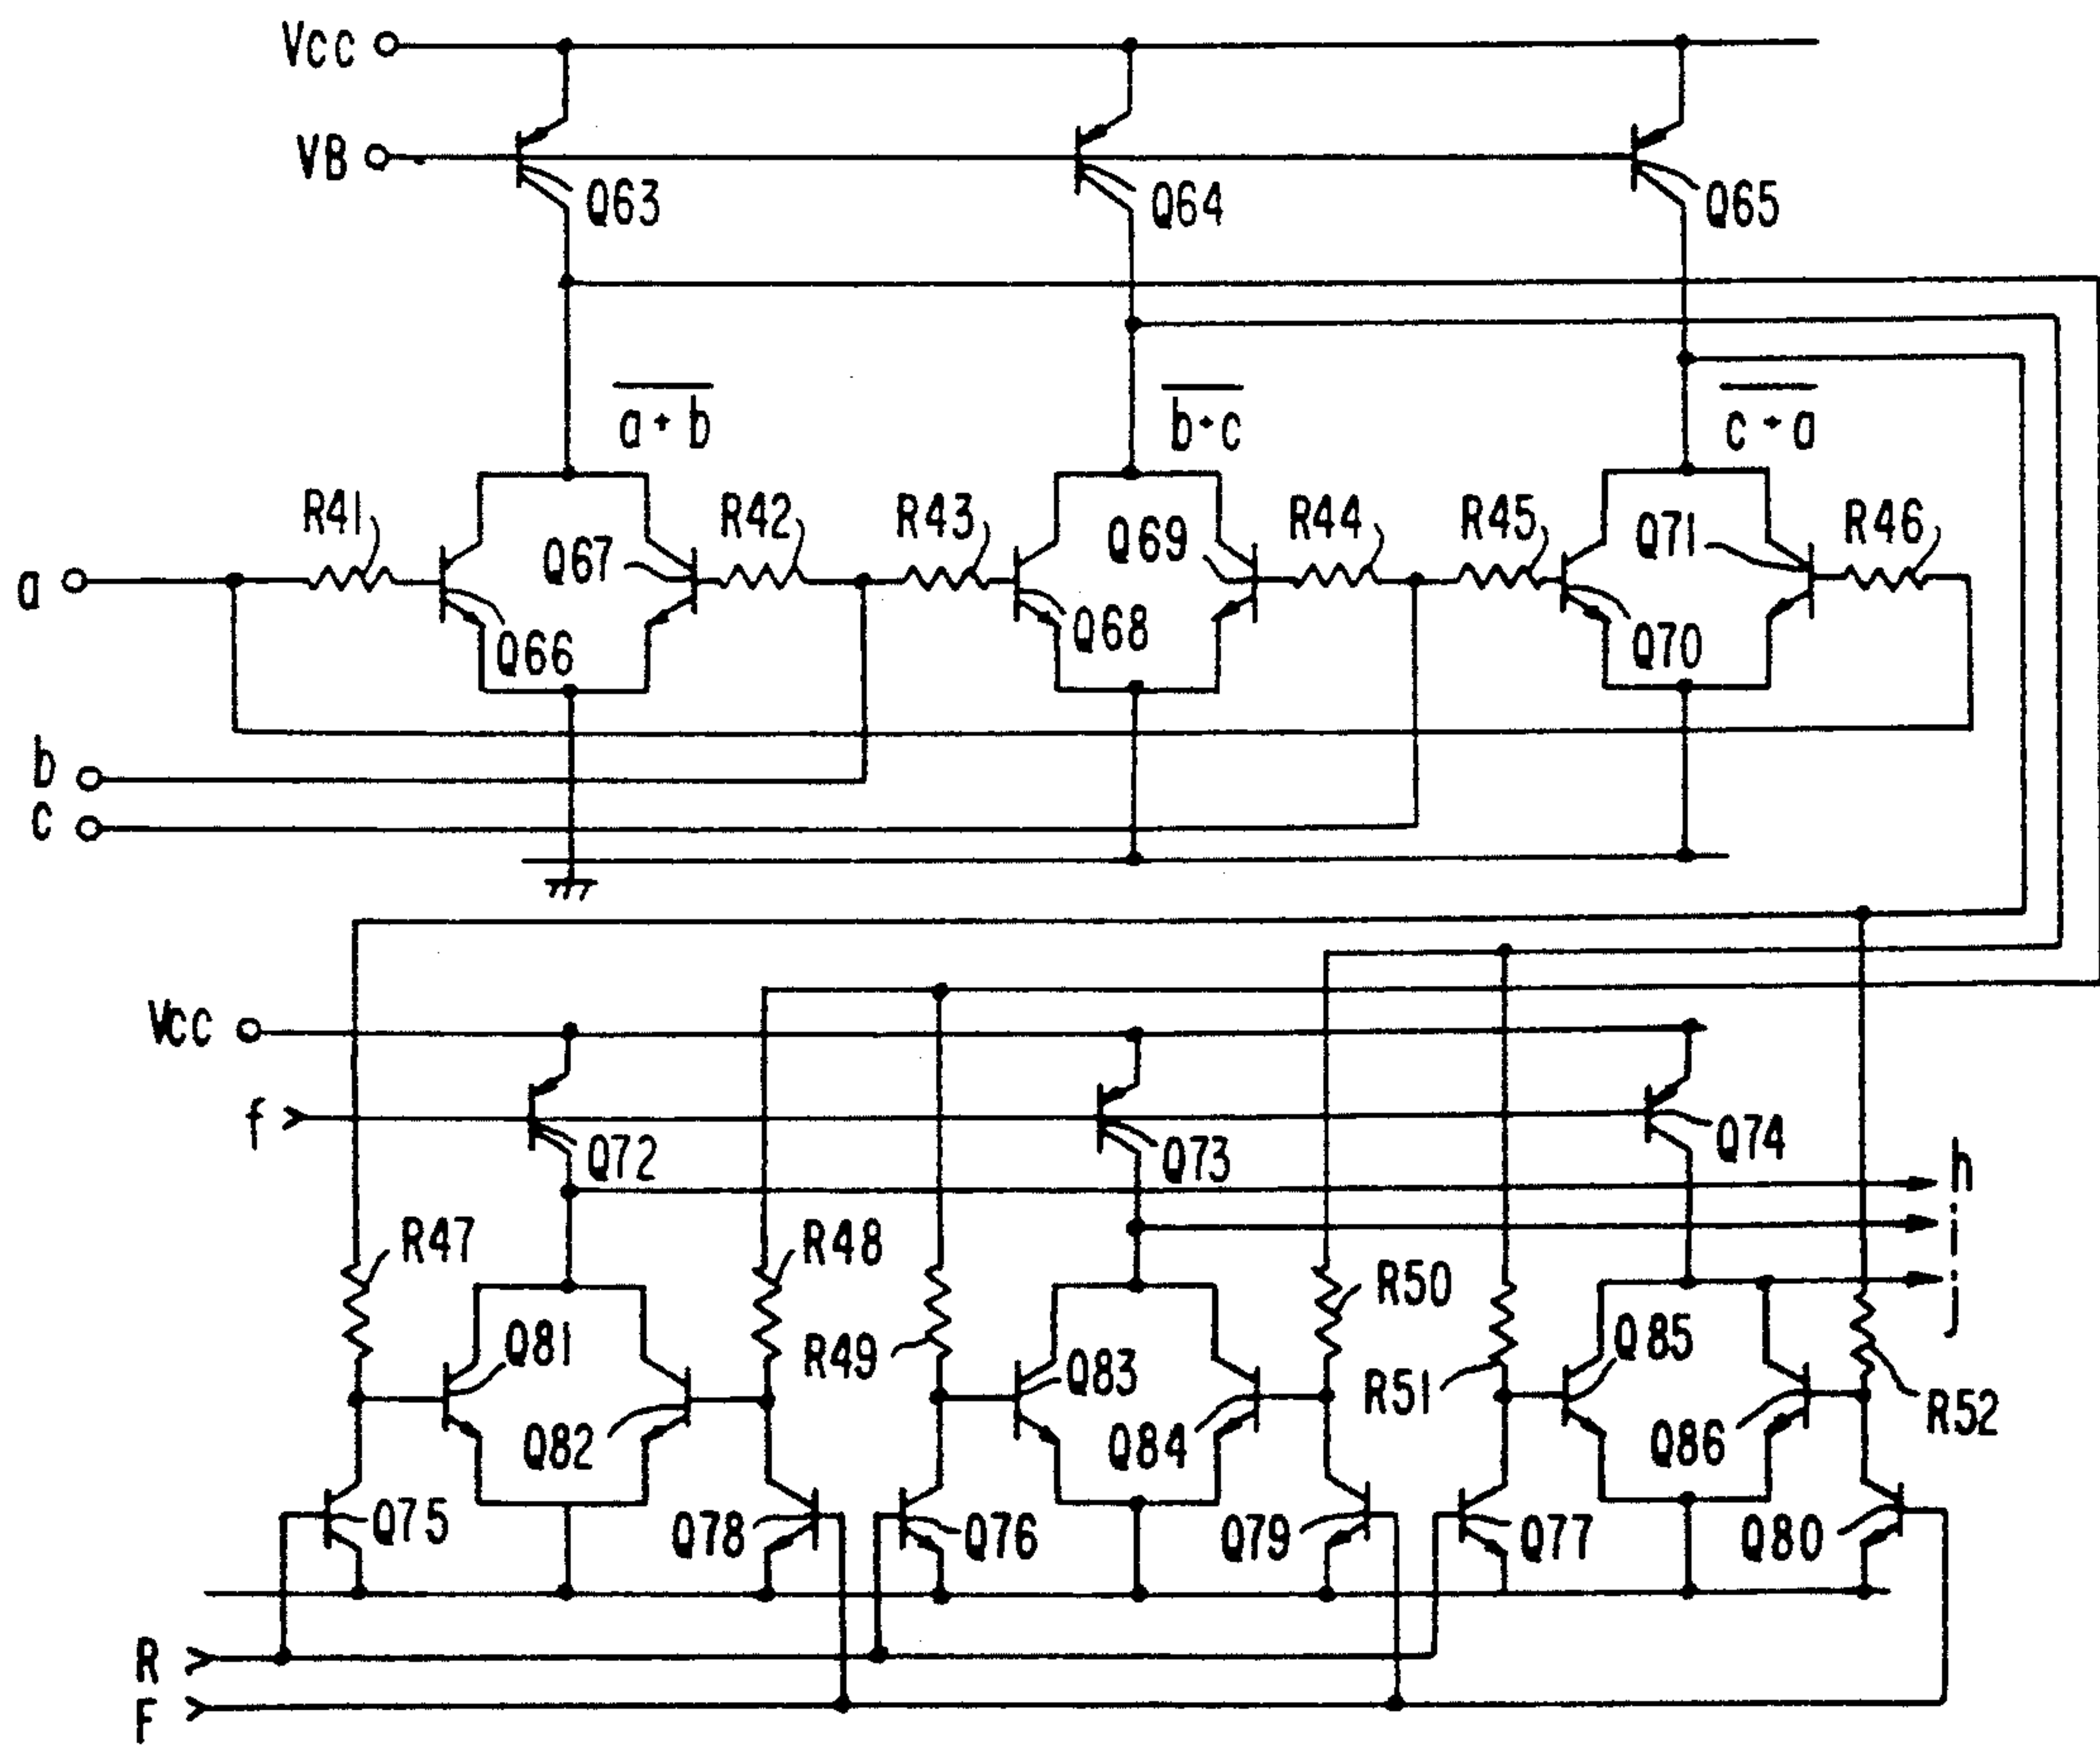 Vcc
VB
Q63
Q64
Q65
a + b
b + c
c + a
R41
R42
R43
R44
R45
R46
Q67
Q69
Q71
a
Q66
Q68
Q70
b
c
Vcc
f
Q72
Q73
Q74
h
i
j
R47
R48
R49
R50
R51
R52
Q81
Q82
Q83
Q84
Q85
Q86
Q75
Q78
Q76
Q79
Q77
Q80
R
F